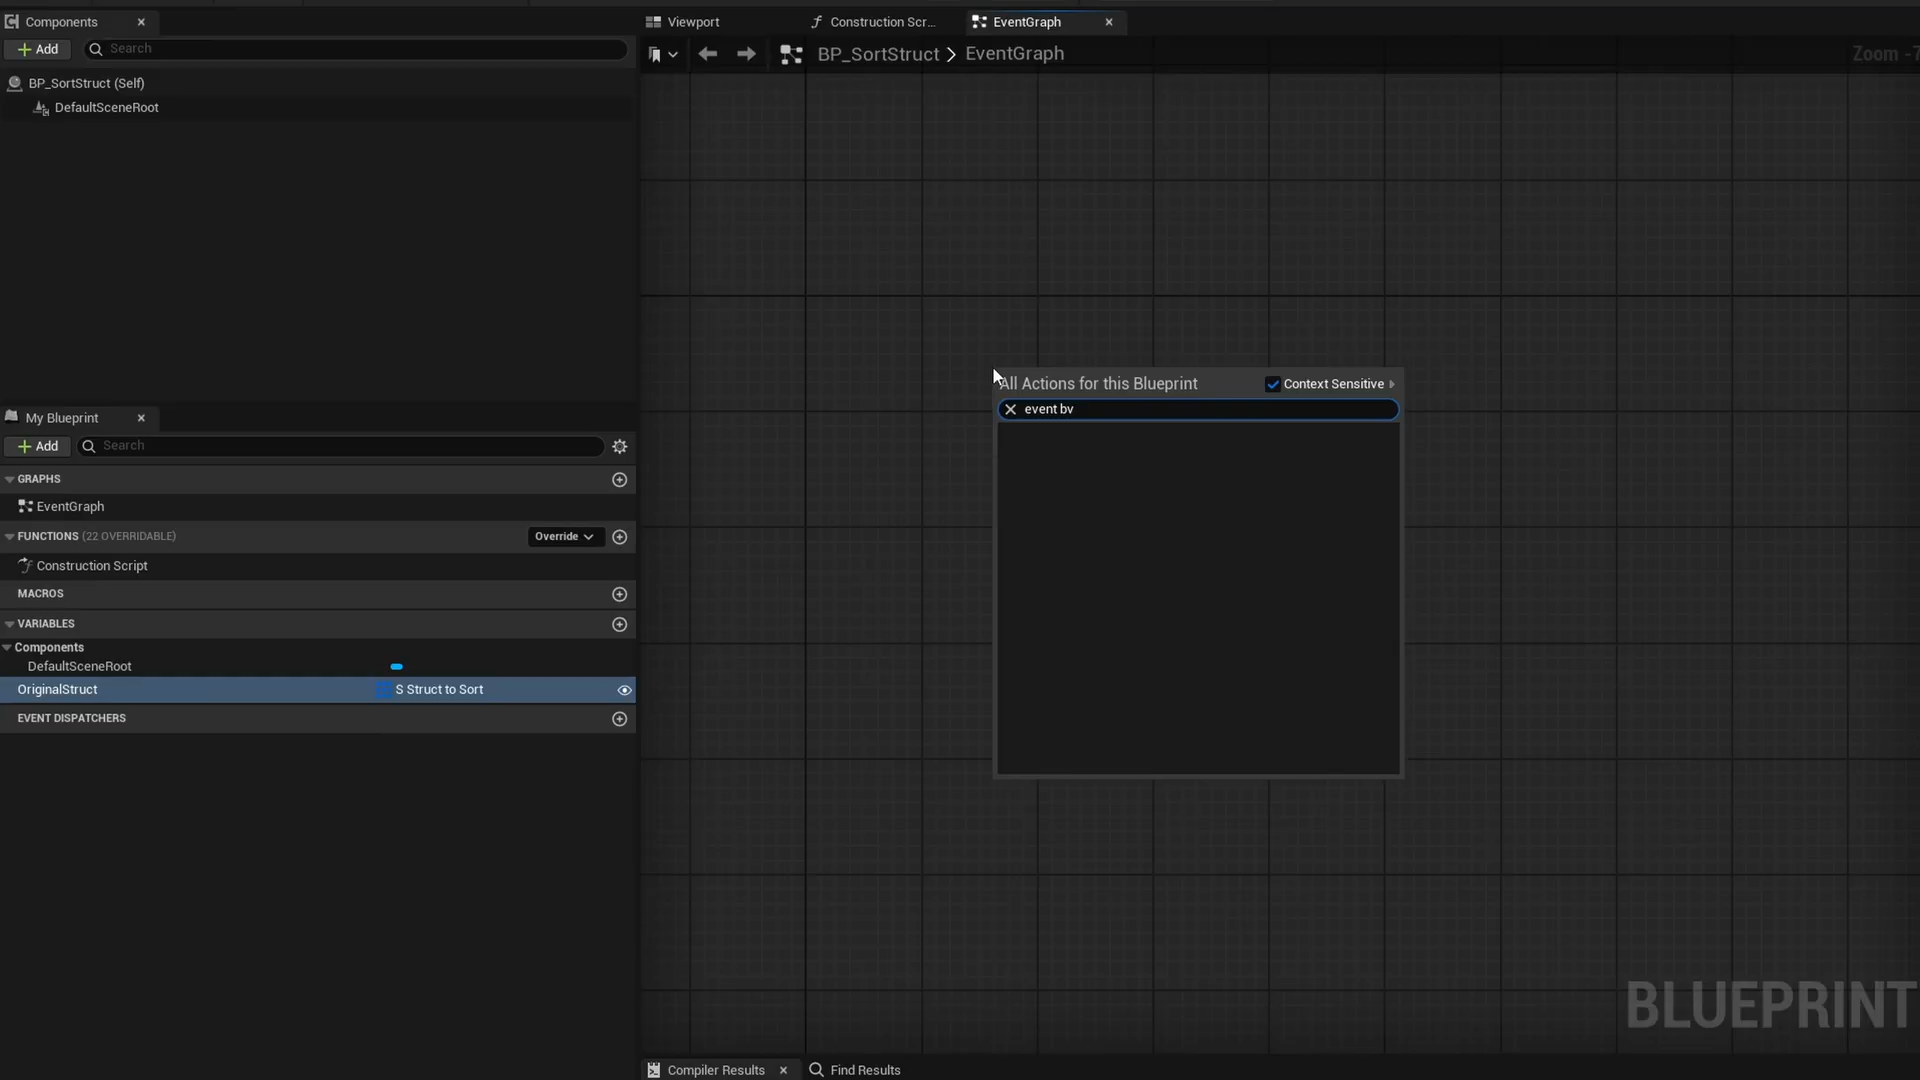 Components
Add
Search
BP_SortStruct (Self)
DefaultSceneRoot
My Blueprint
Add
Search
GRAPHS
EventGraph
FUNCTIONS (22 OVERRIDABLE)
Override
Construction Script
MACROS
VARIABLES
Components
DefaultSceneRoot
OriginalStruct
S Struct to Sort
EVENT DISPATCHERS
Viewport
Construction Scr...
EventGraph
BP_SortStruct > EventGraph
Zoom -7
All Actions for this Blueprint
Context Sensitive
event bv
BLUEPRINT
Compiler Results
Find Results